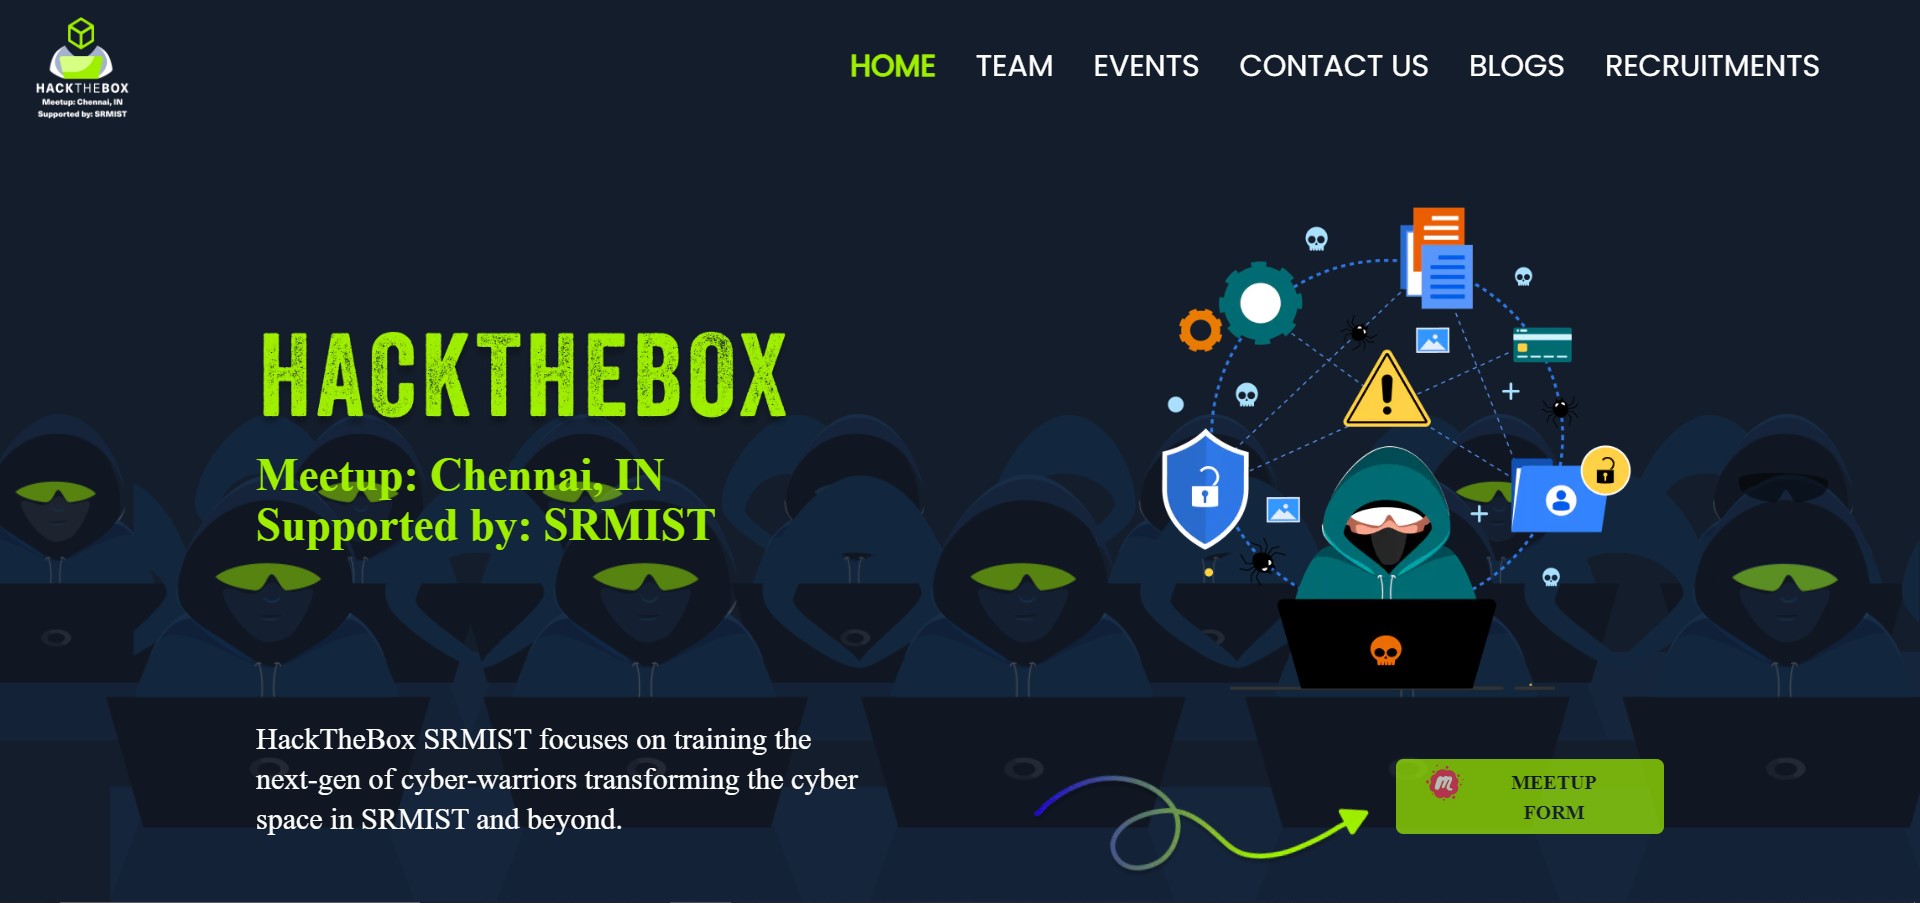 HACKTHEBOX
Meetup: Chennai, IN
Supported by: SRMIST
HOME
TEAM
EVENTS
CONTACT US
BLOGS
RECRUITMENTS
HACKTHEBOX
Meetup: Chennai, IN
Supported by: SRMIST
HackTheBox SRMIST focuses on training the
next-gen of cyber-warriors transforming the cyber
space in SRMIST and beyond.
m
MEETUP
FORM